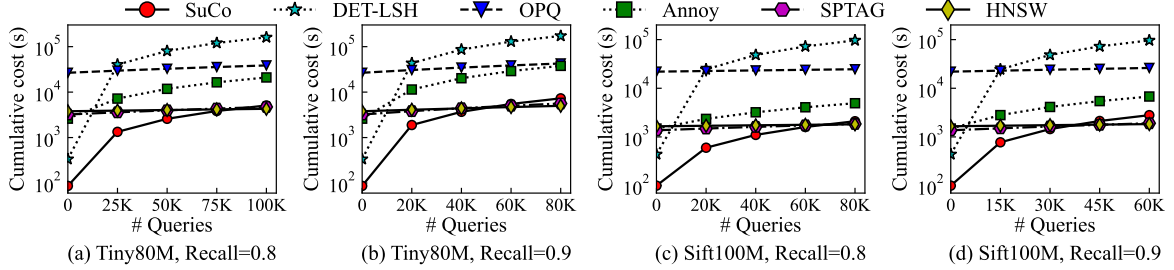 SuCo DET-LSH OPQ Annoy SPTAG HNSW
Cumulative cost (s)
10^5
10^4
10^3
10^2
0 25K 50K 75K 100K
# Queries
(a) Tiny80M, Recall=0.8
Cumulative cost (s)
10^5
10^4
10^3
10^2
0 20K 40K 60K 80K
# Queries
(b) Tiny80M, Recall=0.9
Cumulative cost (s)
10^5
10^4
10^3
10^2
0 20K 40K 60K 80K
# Queries
(c) Sift100M, Recall=0.8
Cumulative cost (s)
10^5
10^4
10^3
10^2
0 15K 30K 45K 60K
# Queries
(d) Sift100M, Recall=0.9